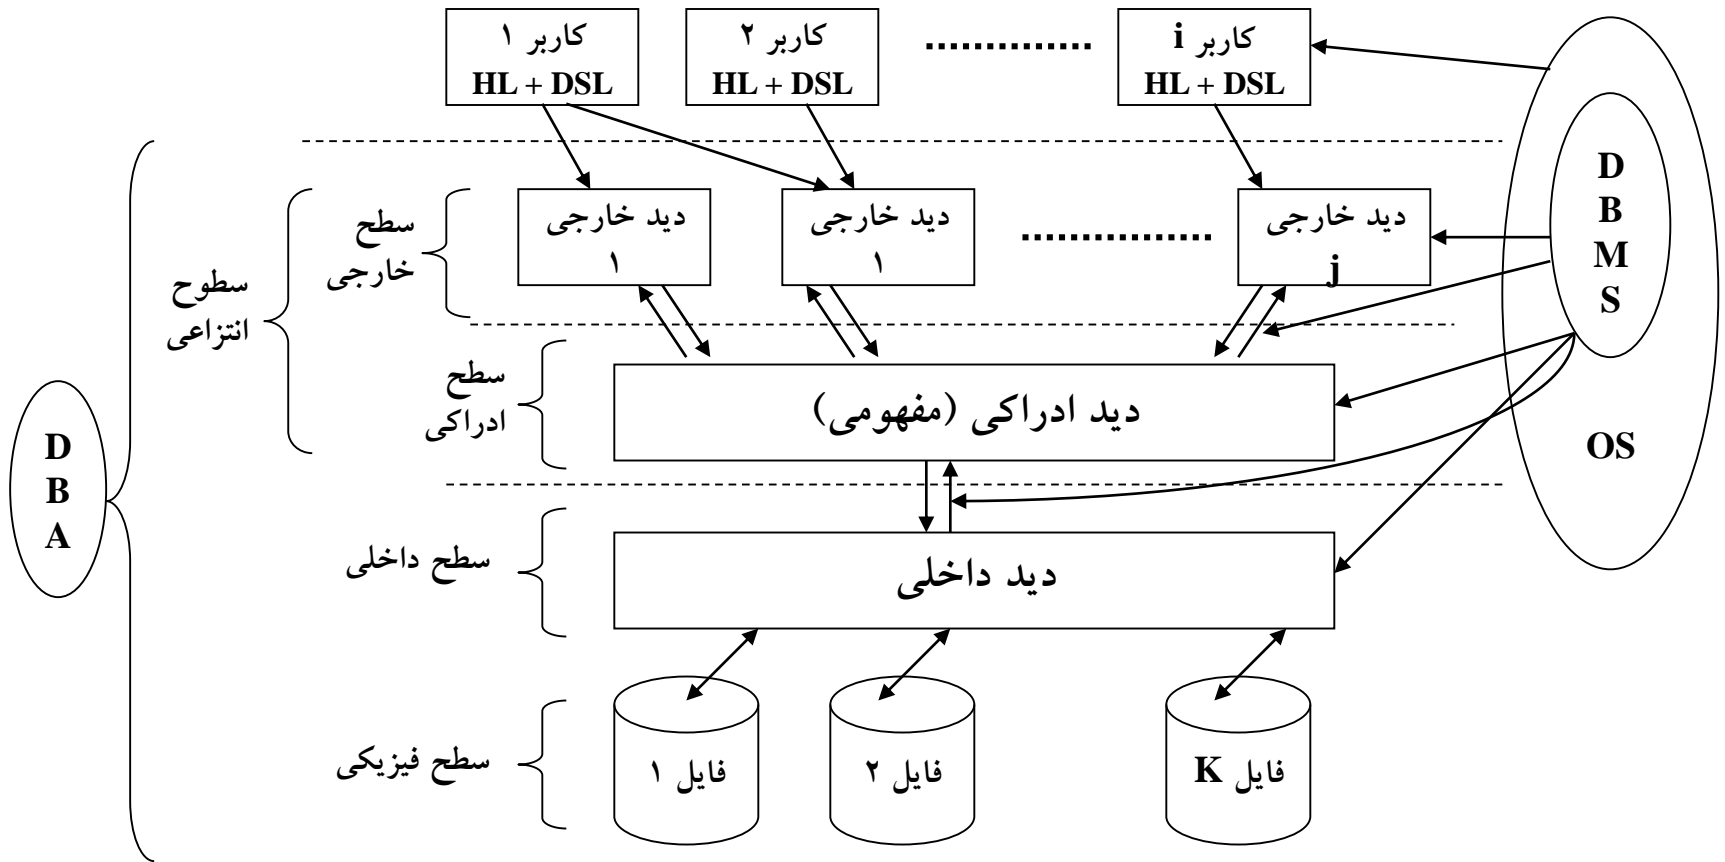 کاربر ۱
HL + DSL
کاربر ۲
HL + DSL
کاربر i
HL + DSL
دید خارجی
۱
دید خارجی
۱
دید خارجی
j
سطح
خارجی
سطوح
انتزاعی
سطح
ادراکی
دید ادراکی (مفهومی)
سطح داخلی
دید داخلی
سطح فیزیکی
فایل ۱
فایل ۲
فایل K
D
B
A
D
B
M
S
OS